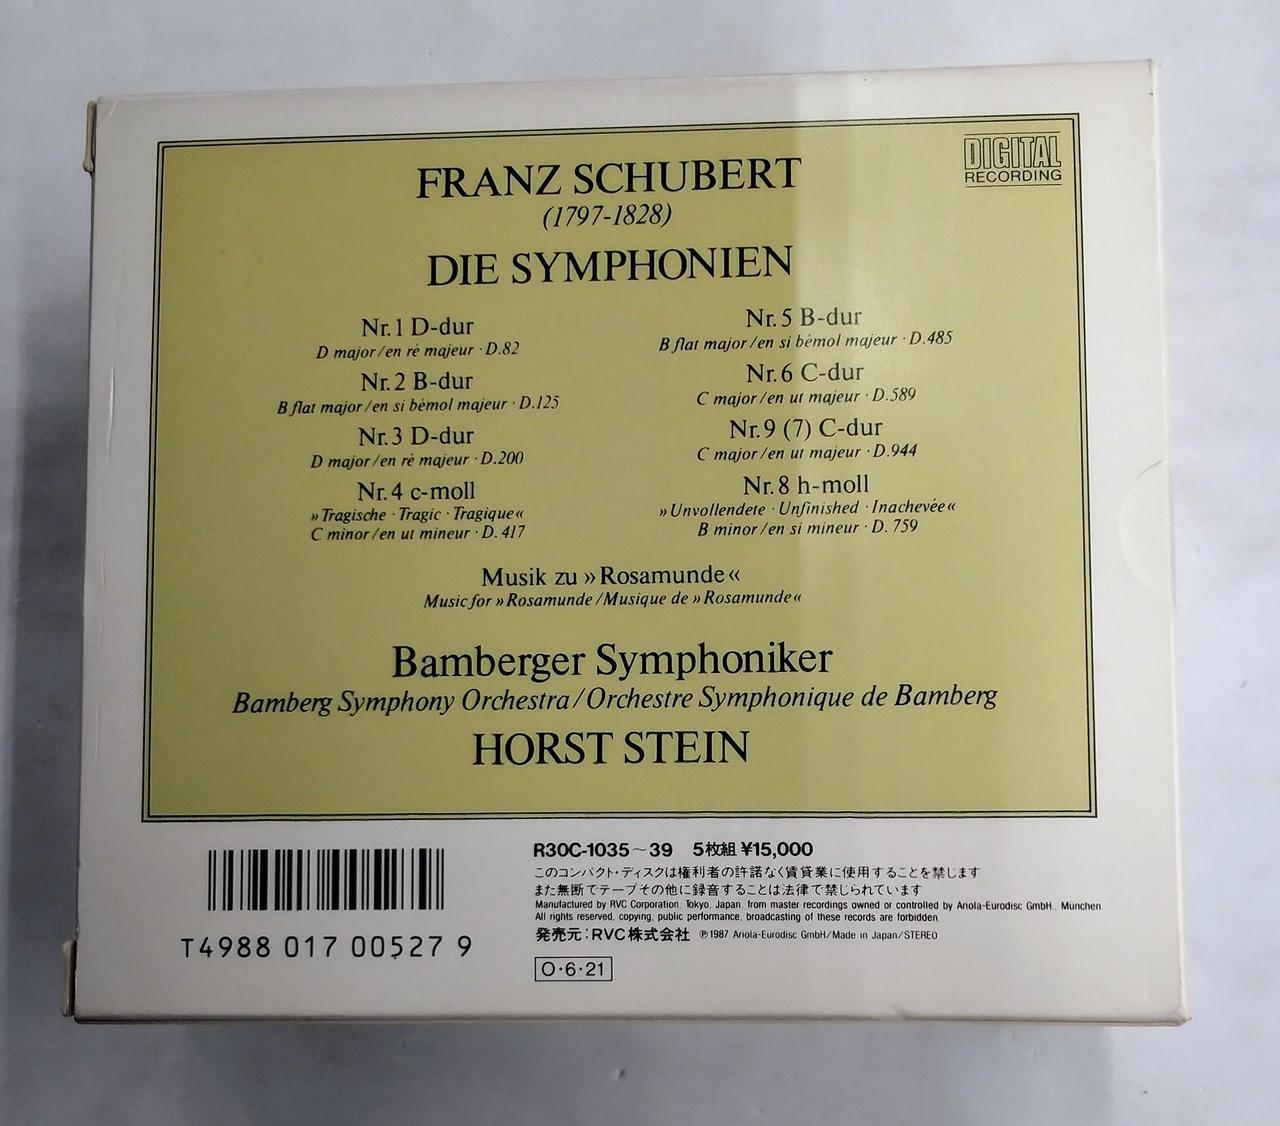 DIGITAL
RECORDING
FRANZ SCHUBERT
(1797-1828)
DIE SYMPHONIEN
Nr.1 D-dur
D major/en ré majeur · D.82
Nr.2 B-dur
B flat major/en si bémol majeur · D.125
Nr.3 D-dur
D major/en ré majeur · D.200
Nr.4 c-moll
»Tragische · Tragic · Tragique«
C minor/en ut mineur · D. 417
Nr.5 B-dur
B flat major/en si bémol majeur · D.485
Nr.6 C-dur
C major/en ut majeur · D.589
Nr.9 (7) C-dur
C major/en ut majeur · D.944
Nr.8 h-moll
»Unvollendete · Unfinished · Inachevée«
B minor/en si mineur · D. 759
Musik zu »Rosamunde«
Music for »Rosamunde/Musique de »Rosamunde«
Bamberger Symphoniker
Bamberg Symphony Orchestra/Orchestre Symphonique de Bamberg
HORST STEIN
R30C-1035～39 5枚組 ¥15,000
このコンパクト・ディスクは権利者の許諾なく賃貸業に使用することを禁じます
また無断でテープその他に録音することは法律で禁じられています
Manufactured by RVC Corporation, Tokyo, Japan, from master recordings owned or controlled by Ariola-Eurodisc GmbH., München.
All rights reserved, copying, public performance, broadcasting of these records are forbidden.
発売元：RVC株式会社 ℗1987 Ariola-Eurodisc GmbH/Made in Japan/STEREO
O·6·21
T4988 017 00527 9